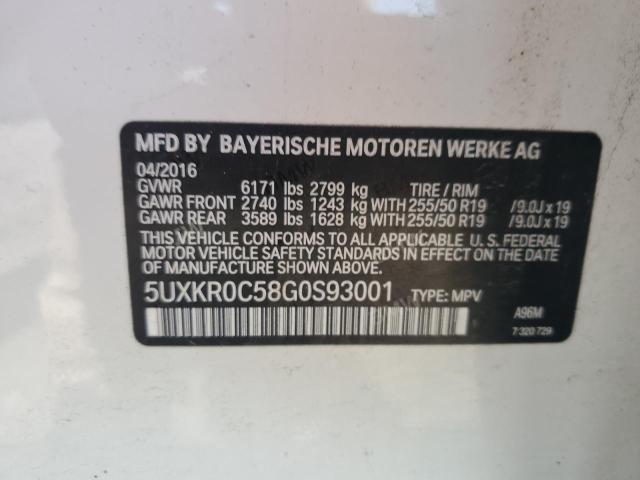 MFD BY BAYERISCHE MOTOREN WERKE AG
04/2016
GVWR 6171 lbs 2799 kg TIRE / RIM
GAWR FRONT 2740 lbs 1243 kg WITH 255/50 R19 /9.0J x 19
GAWR REAR 3589 lbs 1628 kg WITH 255/50 R19 /9.0J x 19
THIS VEHICLE CONFORMS TO ALL APPLICABLE U. S. FEDERAL
MOTOR VEHICLE SAFETY STANDARDS IN EFFECT ON THE DATE
OF MANUFACTURE SHOWN ABOVE.
5UXKR0C58G0S93001 TYPE: MPV
A96M
7 320 729